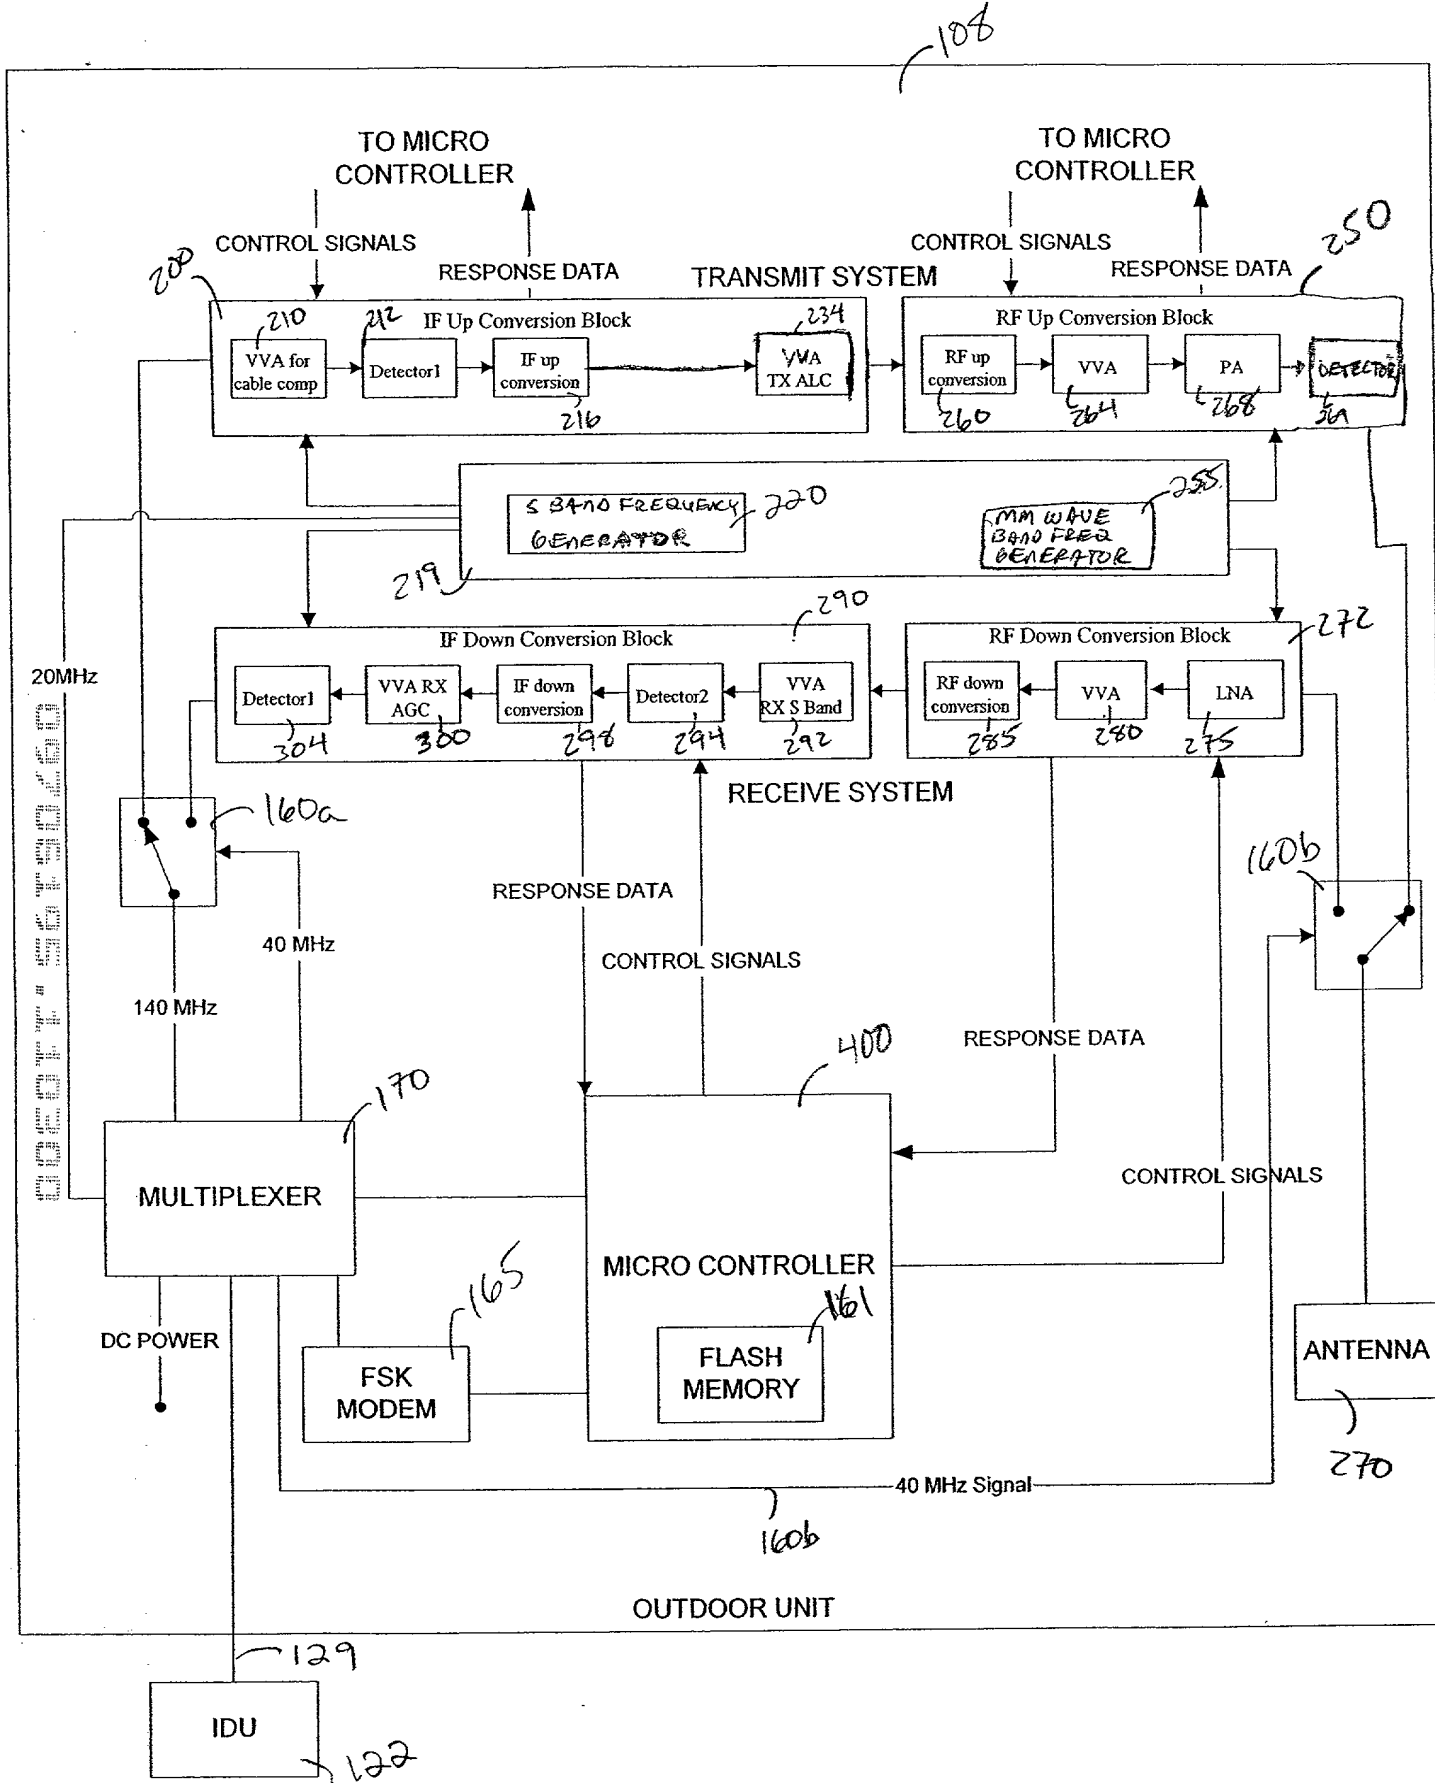 108
TO MICRO
CONTROLLER
TO MICRO
CONTROLLER
CONTROL SIGNALS
RESPONSE DATA
CONTROL SIGNALS
RESPONSE DATA
250
200
TRANSMIT SYSTEM
210
212
IF Up Conversion Block
234
RF Up Conversion Block
VVA for
cable comp
Detector1
IF up
conversion
VVA
TX ALC
RF up
conversion
VVA
PA
DETECTOR
216
260
264
268
269
S BAND FREQUENCY
GENERATOR
220
255
MM WAVE
BAND FREQ
GENERATOR
219
290
IF Down Conversion Block
RF Down Conversion Block
272
20MHz
Detector1
VVA RX
AGC
IF down
conversion
Detector2
VVA
RX S Band
RF down
conversion
VVA
LNA
304
300
298
294
292
285
280
275
RECEIVE SYSTEM
160a
160b
RESPONSE DATA
40 MHz
CONTROL SIGNALS
140 MHz
RESPONSE DATA
400
170
CONTROL SIGNALS
MULTIPLEXER
MICRO CONTROLLER
165
161
DC POWER
FSK
MODEM
FLASH
MEMORY
ANTENNA
270
40 MHz Signal
160b
OUTDOOR UNIT
129
IDU
122